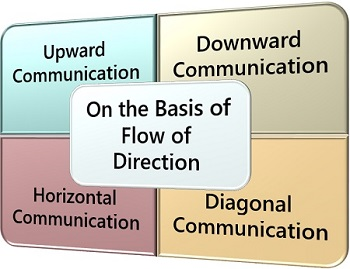 Upward
Communication
Downward
Communication
On the Basis of
Flow of
Direction
Horizontal
Communication
Diagonal
Communication